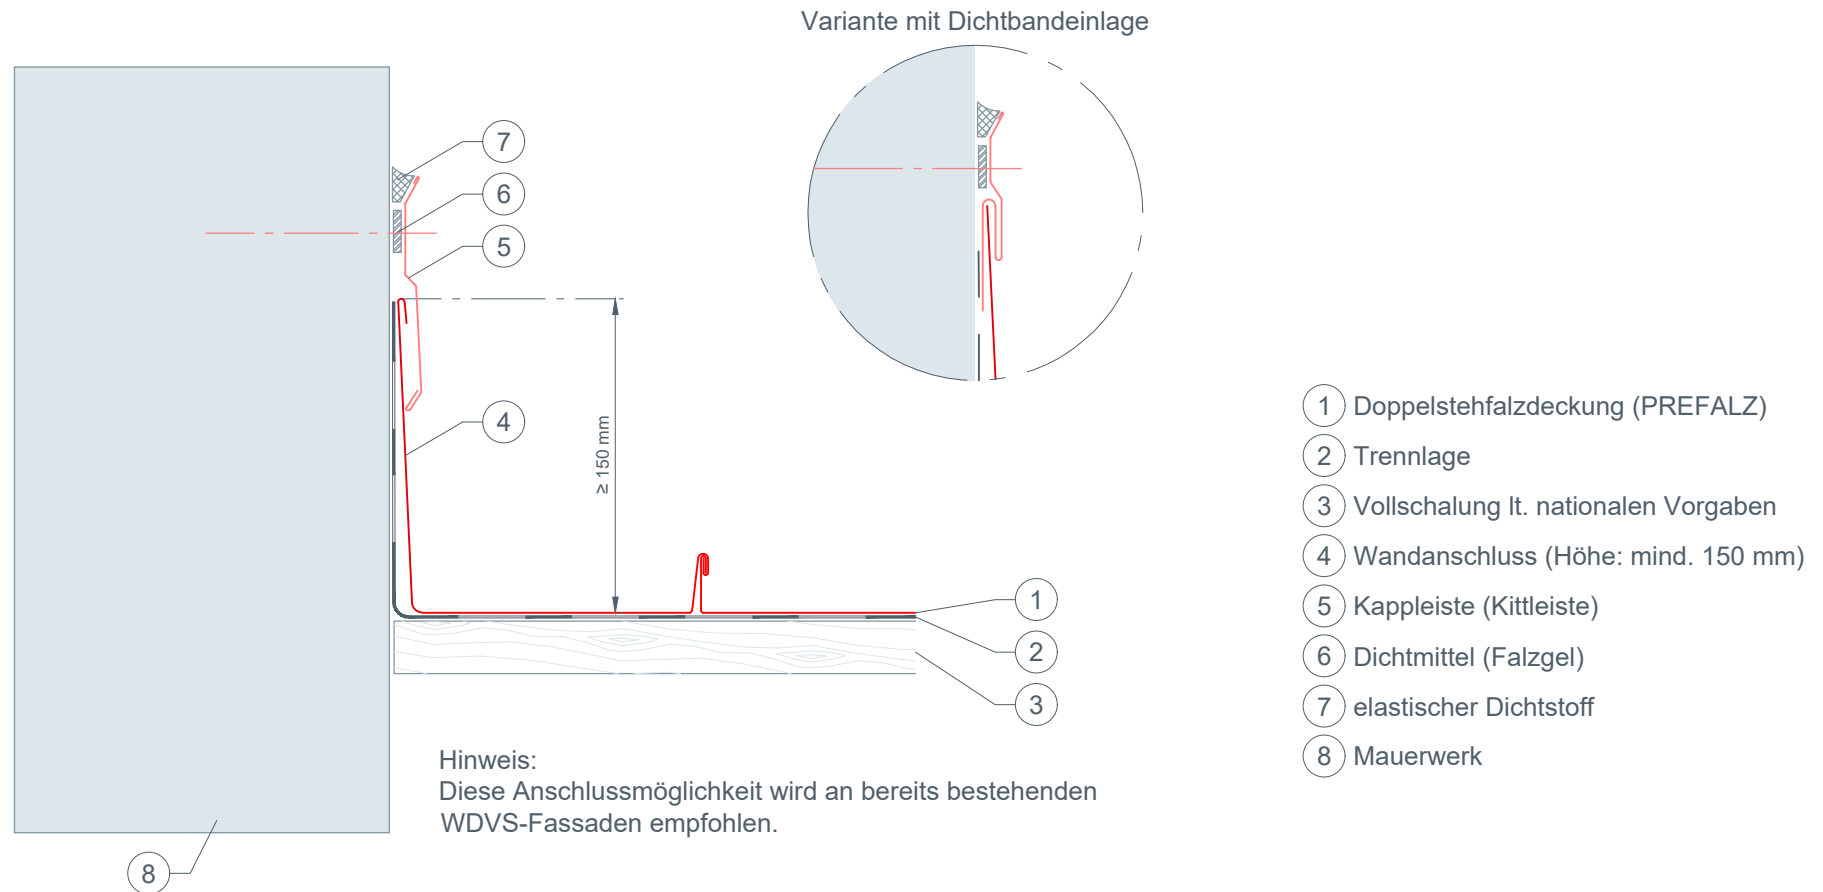 Variante mit Dichtbandeinlage
7
6
5
4
≥ 150 mm
1
2
3
8
1 Doppelstehfalzdeckung (PREFALZ)
2 Trennlage
3 Vollschalung lt. nationalen Vorgaben
4 Wandanschluss (Höhe: mind. 150 mm)
5 Kappleiste (Kittleiste)
6 Dichtmittel (Falzgel)
7 elastischer Dichtstoff
8 Mauerwerk
Hinweis:
Diese Anschlussmöglichkeit wird an bereits bestehenden
WDVS-Fassaden empfohlen.